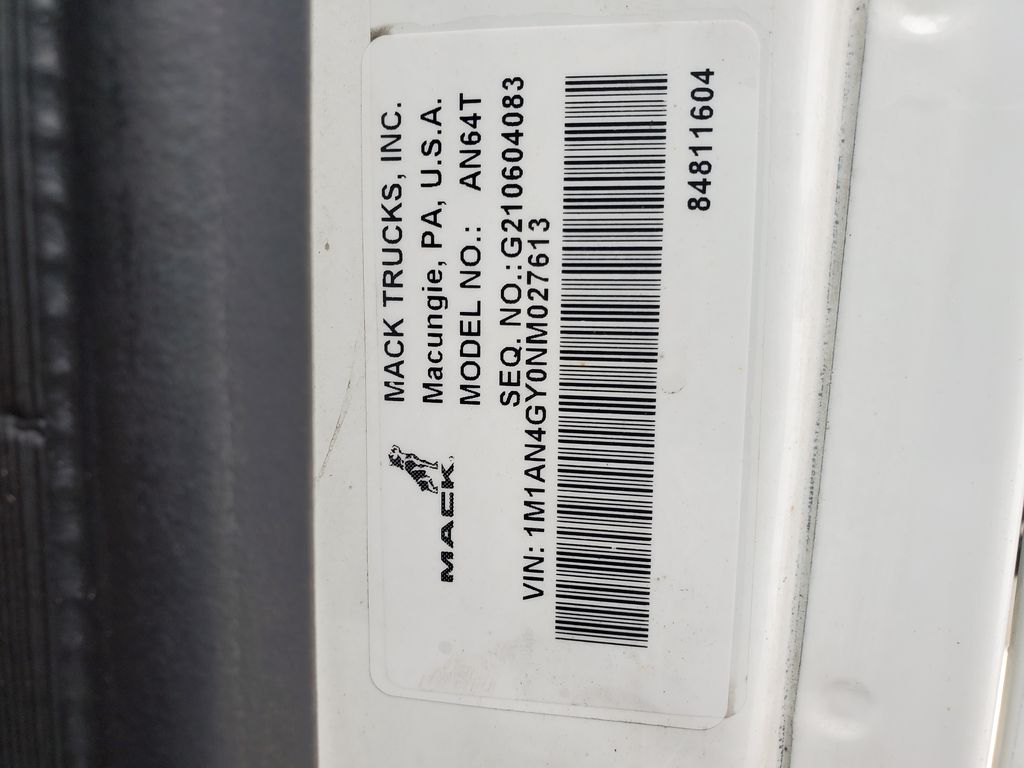 MACK
MACK TRUCKS, INC.
Macungie, PA, U.S.A.
MODEL NO.: AN64T
SEQ. NO.:G210604083
VIN: 1M1AN4GY0NM027613
84811604